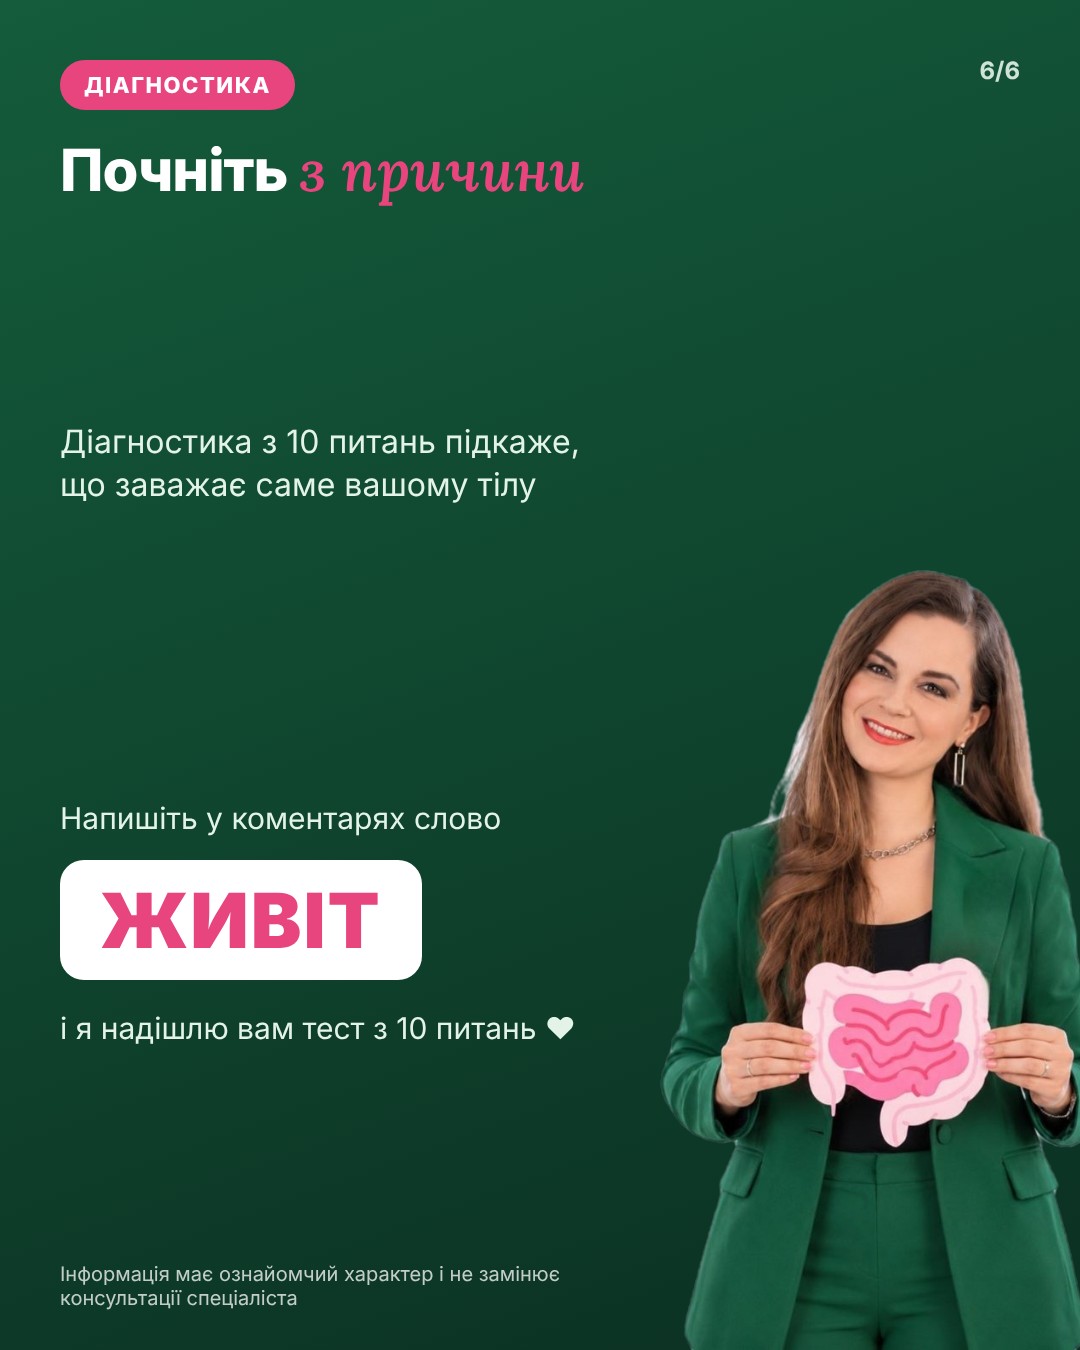 ДІАГНОСТИКА
6/6
Почніть з причини
Діагностика з 10 питань підкаже,
що заважає саме вашому тілу
Напишіть у коментарях слово
ЖИВІТ
і я надішлю вам тест з 10 питань ♥
Інформація має ознайомчий характер і не замінює
консультації спеціаліста